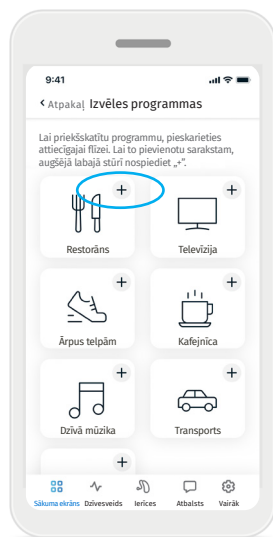 9:41
Atpakaļ Izvēles programmas
Lai priekšskatītu programmu, pieskarieties
attiecīgajai flīzei. Lai to pievienotu sarakstam,
augšējā labajā stūrī nospiediet „+”.
Restorāns
Televīzija
Ārpus telpām
Kafejnīca
Dzīvā mūzika
Transports
Sākuma ekrāns Dzīvesveids Ierīces Atbalsts Vairāk